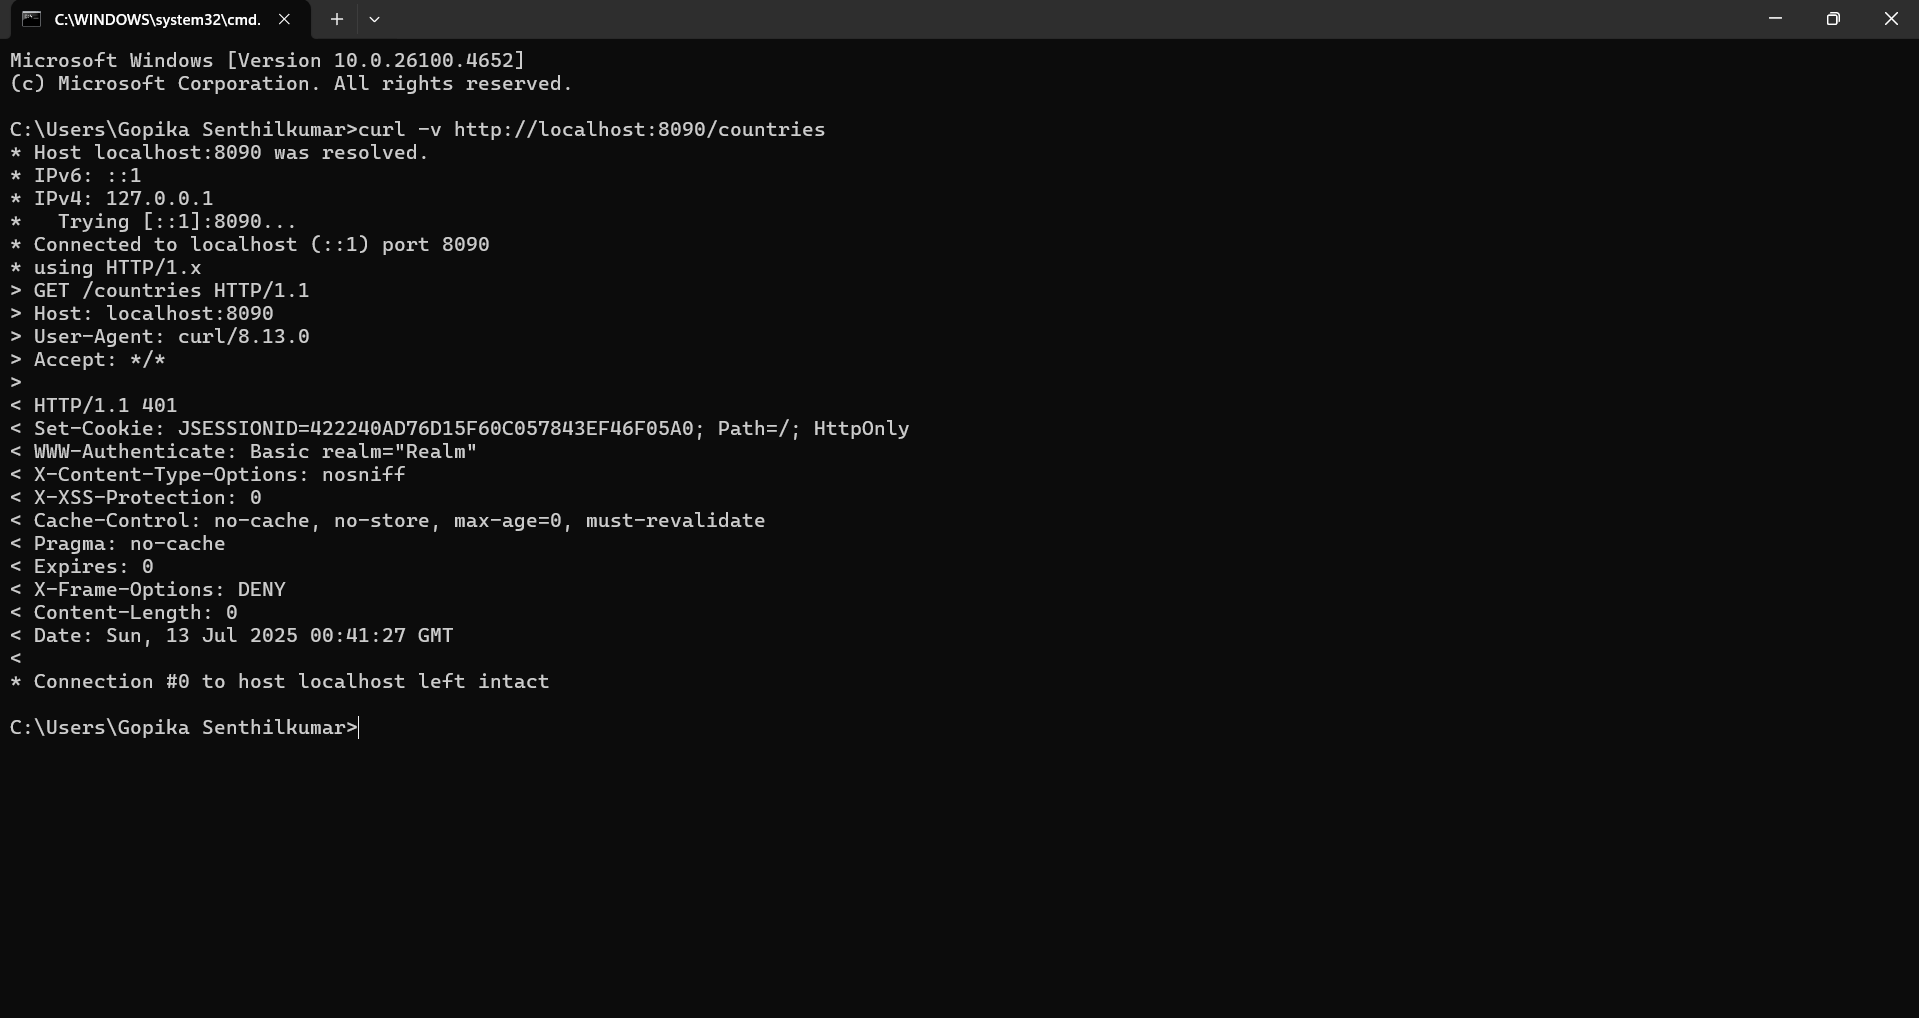 C:\WINDOWS\system32\cmd.
Microsoft Windows [Version 10.0.26100.4652]
(c) Microsoft Corporation. All rights reserved.
C:\Users\Gopika Senthilkumar>curl -v http://localhost:8090/countries
* Host localhost:8090 was resolved.
* IPv6: ::1
* IPv4: 127.0.0.1
*   Trying [::1]:8090...
* Connected to localhost (::1) port 8090
* using HTTP/1.x
> GET /countries HTTP/1.1
> Host: localhost:8090
> User-Agent: curl/8.13.0
> Accept: */*
>
< HTTP/1.1 401
< Set-Cookie: JSESSIONID=422240AD76D15F60C057843EF46F05A0; Path=/; HttpOnly
< WWW-Authenticate: Basic realm="Realm"
< X-Content-Type-Options: nosniff
< X-XSS-Protection: 0
< Cache-Control: no-cache, no-store, max-age=0, must-revalidate
< Pragma: no-cache
< Expires: 0
< X-Frame-Options: DENY
< Content-Length: 0
< Date: Sun, 13 Jul 2025 00:41:27 GMT
<
* Connection #0 to host localhost left intact
C:\Users\Gopika Senthilkumar>